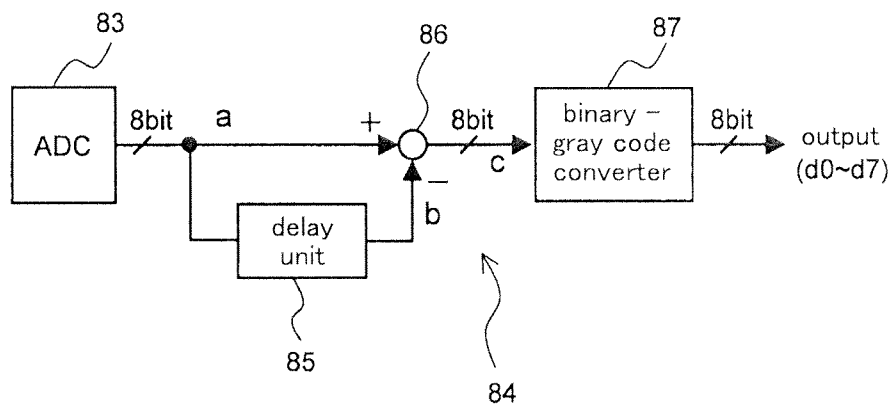 83
86
87
ADC
8bit
a
+
8bit
c
binary -
gray code
converter
8bit
output
(d0~d7)
−
b
delay
unit
85
84